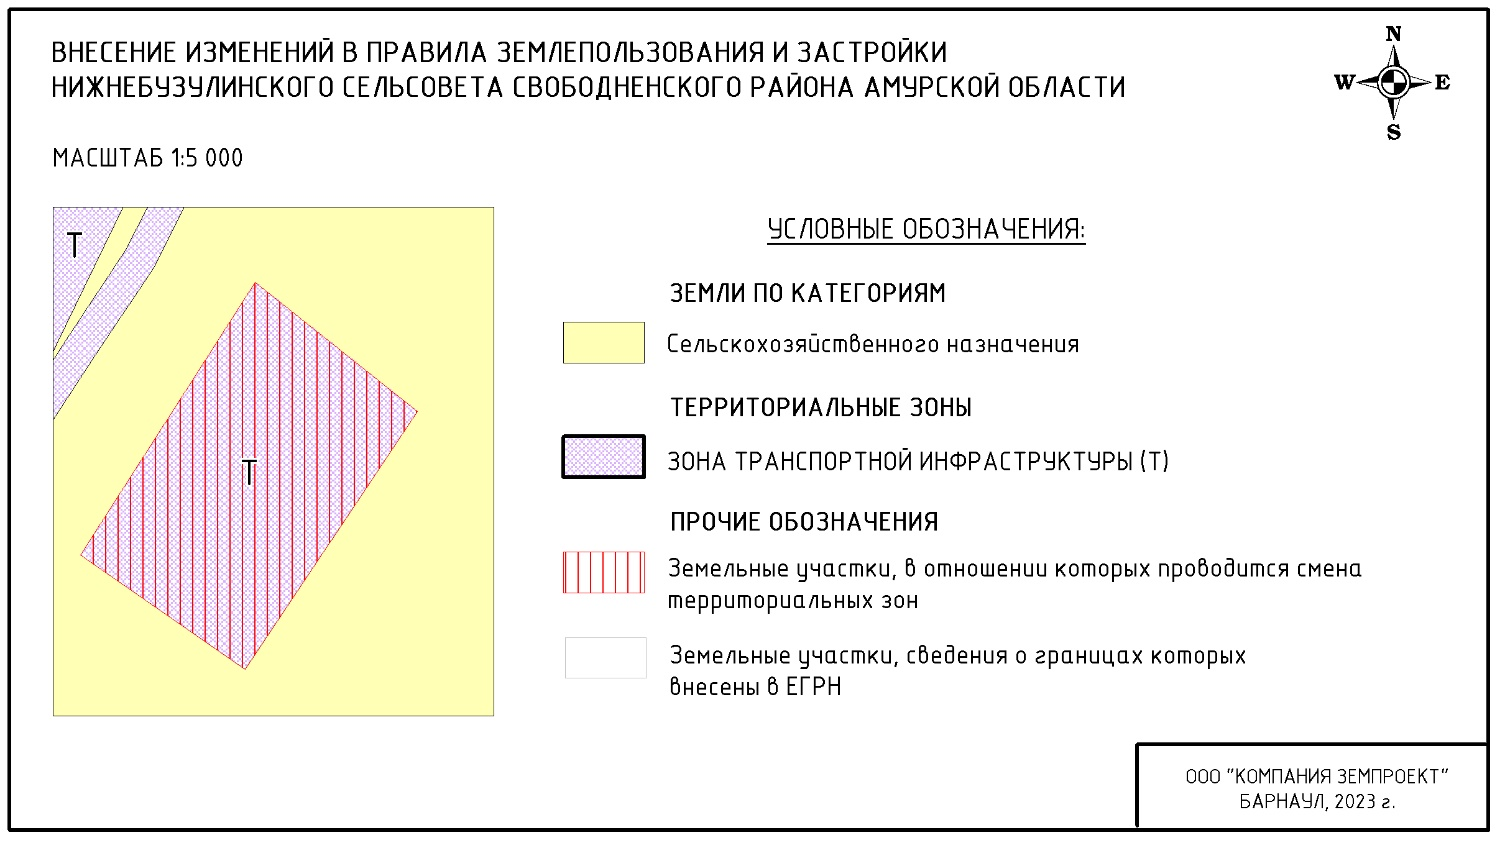 ВНЕСЕНИЕ ИЗМЕНЕНИЙ В ПРАВИЛА ЗЕМЛЕПОЛЬЗОВАНИЯ И ЗАСТРОЙКИ
НИЖНЕБУЗУЛИНСКОГО СЕЛЬСОВЕТА СВОБОДНЕНСКОГО РАЙОНА АМУРСКОЙ ОБЛАСТИ
N
W E
S
МАСШТАБ 1:5 000
Т
Т
УСЛОВНЫЕ ОБОЗНАЧЕНИЯ:
ЗЕМЛИ ПО КАТЕГОРИЯМ
Сельскохозяйственного назначения
ТЕРРИТОРИАЛЬНЫЕ ЗОНЫ
ЗОНА ТРАНСПОРТНОЙ ИНФРАСТРУКТУРЫ (Т)
ПРОЧИЕ ОБОЗНАЧЕНИЯ
Земельные участки, в отношении которых проводится смена
территориальных зон
Земельные участки, сведения о границах которых
внесены в ЕГРН
ООО "КОМПАНИЯ ЗЕМПРОЕКТ"
БАРНАУЛ, 2023 г.